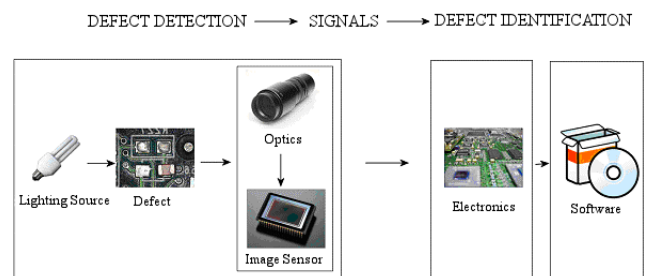 DEFECT DETECTION SIGNALS DEFECT IDENTIFICATION
Lighting Source
Defect
Optics
Image Sensor
Electronics
Software